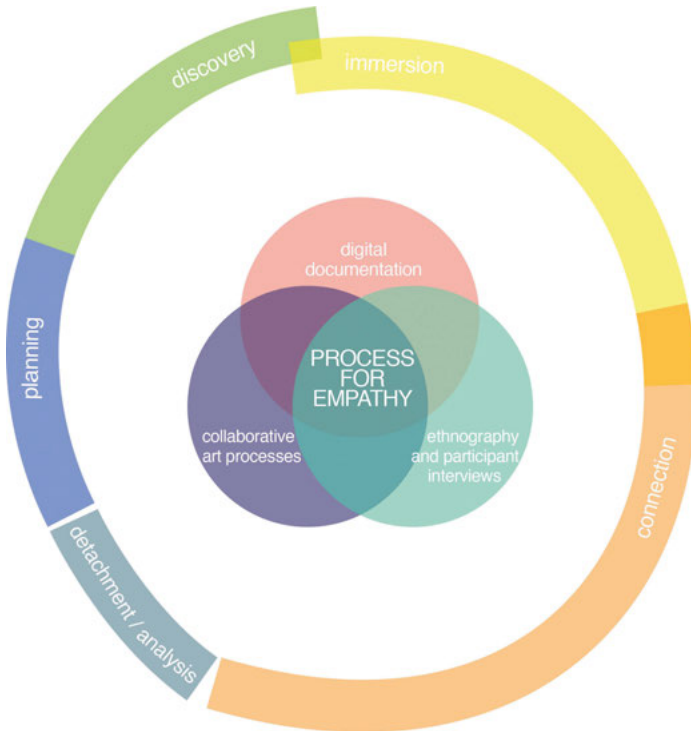 discovery
immersion
digital
documentation
PROCESS
FOR
EMPATHY
collaborative
art processes
ethnography
and participant
interviews
planning
connection
detachment / analysis